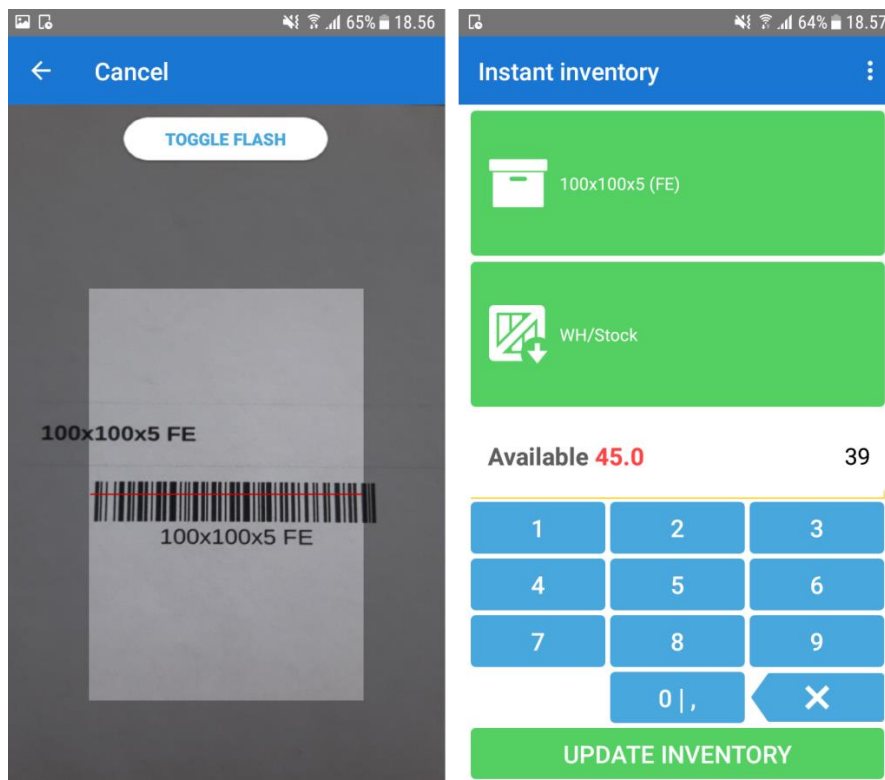 65% 18.56
Cancel
TOGGLE FLASH
100x100x5 FE
100x100x5 FE
64% 18.57
Instant inventory
100x100x5 (FE)
WH/Stock
Available 45.0 39
1 2 3
4 5 6
7 8 9
0 | ,
UPDATE INVENTORY